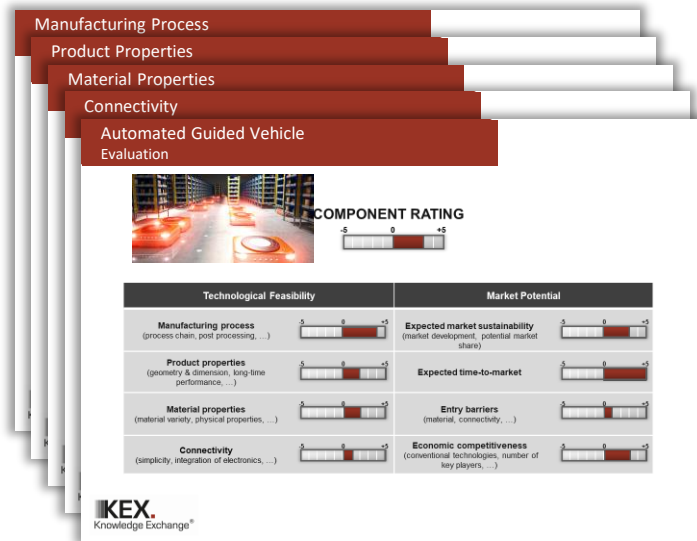 Manufacturing Process
Product Properties
Material Properties
Connectivity
Automated Guided Vehicle
Evaluation
COMPONENT RATING
-5 0 +5
Technological Feasibility
Market Potential
Manufacturing process
(process chain, post processing, …)
-5 0 +5
Expected market sustainability
(market development, potential market
share)
-5 0 +5
Product properties
(geometry & dimension, long-time
performance, …)
-5 0 +5
Expected time-to-market
-5 0 +5
Material properties
(material variety, physical properties, …)
-5 0 +5
Entry barriers
(material, connectivity, …)
-5 0 +5
Connectivity
(simplicity, integration of electronics, …)
-5 0 +5
Economic competitiveness
(conventional technologies, number of
key players, …)
-5 0 +5
KEX.
Knowledge Exchange®